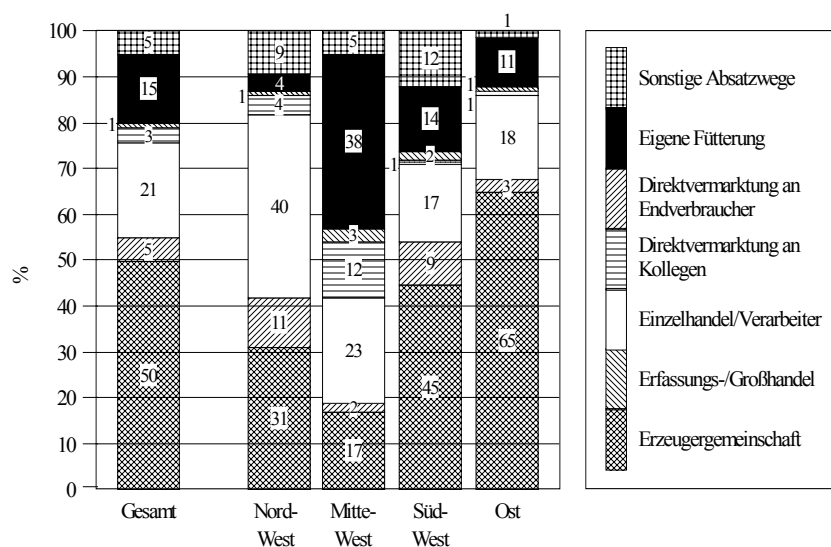 %
100
90
80
70
60
50
40
30
20
10
0
5
15
1
3
21
5
50
9
4
1
4
40
11
31
5
38
3
12
23
2
17
12
14
2
1
1
17
9
45
1
11
1
18
3
65
Gesamt
Nord-
West
Mitte-
West
Süd-
West
Ost
Sonstige Absatzwege
Eigene Fütterung
Direktvermarktung an
Endverbraucher
Direktvermarktung an
Kollegen
Einzelhandel/Verarbeiter
Erfassungs-/Großhandel
Erzeugergemeinschaft